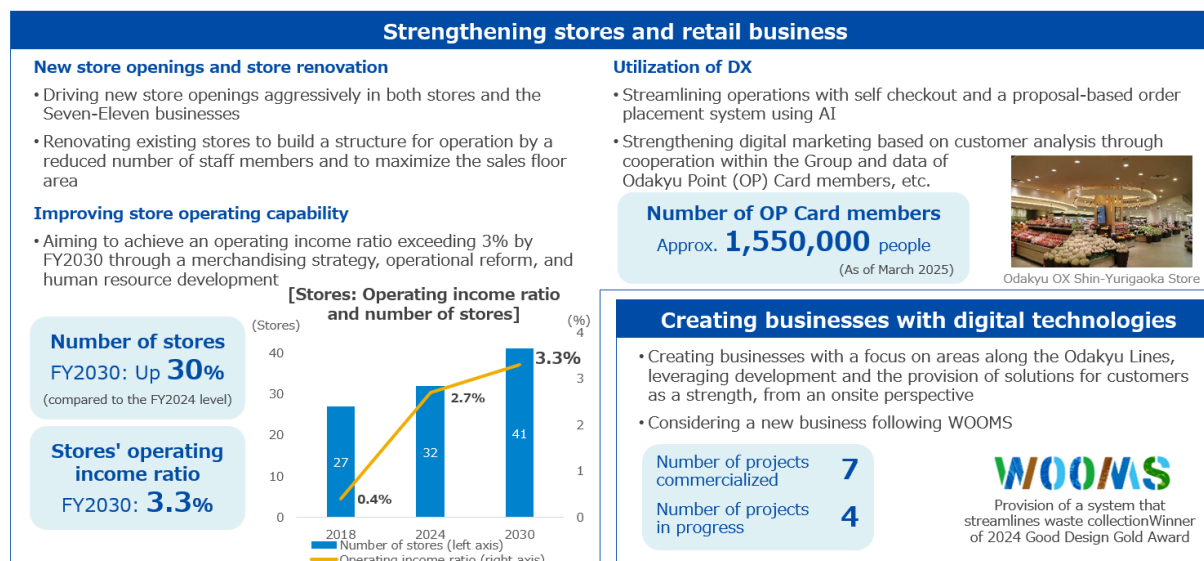 Strengthening stores and retail business
New store openings and store renovation
• Driving new store openings aggressively in both stores and the
Seven-Eleven businesses
• Renovating existing stores to build a structure for operation by a
reduced number of staff members and to maximize the sales floor
area
Improving store operating capability
• Aiming to achieve an operating income ratio exceeding 3% by
FY2030 through a merchandising strategy, operational reform, and
human resource development
Number of stores
FY2030: Up 30%
(compared to the FY2024 level)
Stores' operating
income ratio
FY2030: 3.3%
[Stores: Operating income ratio
and number of stores]
(Stores)
(%)
40
30
20
10
0
4
3
2
1
0
27
32
41
0.4%
2.7%
3.3%
2018
2024
2030
Number of stores (left axis)
Operating income ratio (right axis)
Utilization of DX
• Streamlining operations with self checkout and a proposal-based order
placement system using AI
• Strengthening digital marketing based on customer analysis through
cooperation within the Group and data of
Odakyu Point (OP) Card members, etc.
Number of OP Card members
Approx. 1,550,000 people
(As of March 2025)
Odakyu OX Shin-Yurigaoka Store
Creating businesses with digital technologies
• Creating businesses with a focus on areas along the Odakyu Lines,
leveraging development and the provision of solutions for customers
as a strength, from an onsite perspective
• Considering a new business following WOOMS
Number of projects
commercialized
7
Number of projects
in progress
4
WOOMS
Provision of a system that
streamlines waste collectionWinner
of 2024 Good Design Gold Award